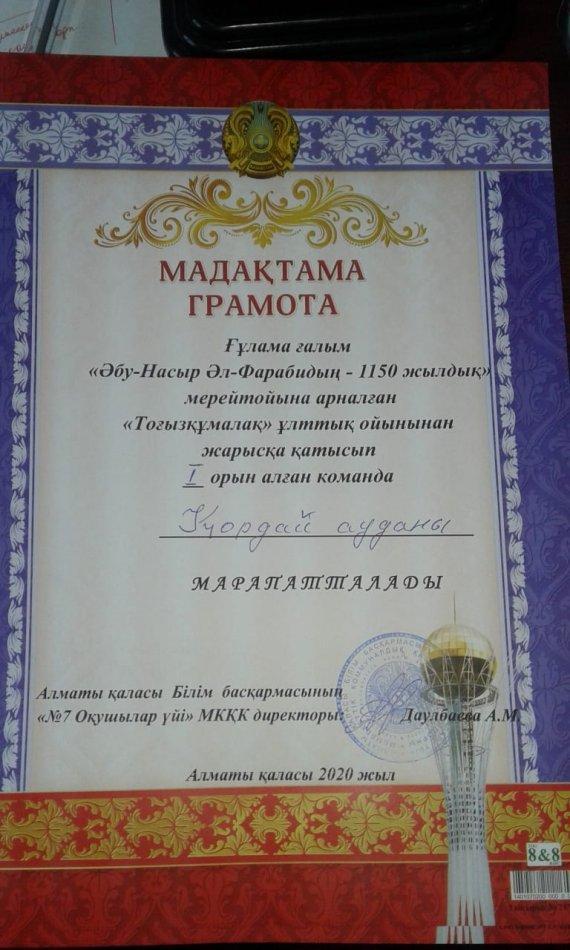 МАДАҚТАМА
ГРАМОТА
Ғұлама ғалым
«Әбу-Насыр Әл-Фарабидың - 1150 жылдық»
мерейтойына арналған
«Тоғызқұмалақ» ұлттық ойынынан
жарысқа қатысып
I орын алған команда
Қордай ауданы
МАРАПАТТАЛАДЫ
Алматы қаласы Білім басқармасының
«№7 Оқушылар үйі» МКҚК директоры: Даулбаева А.М.
Алматы қаласы 2020 жыл
8&8